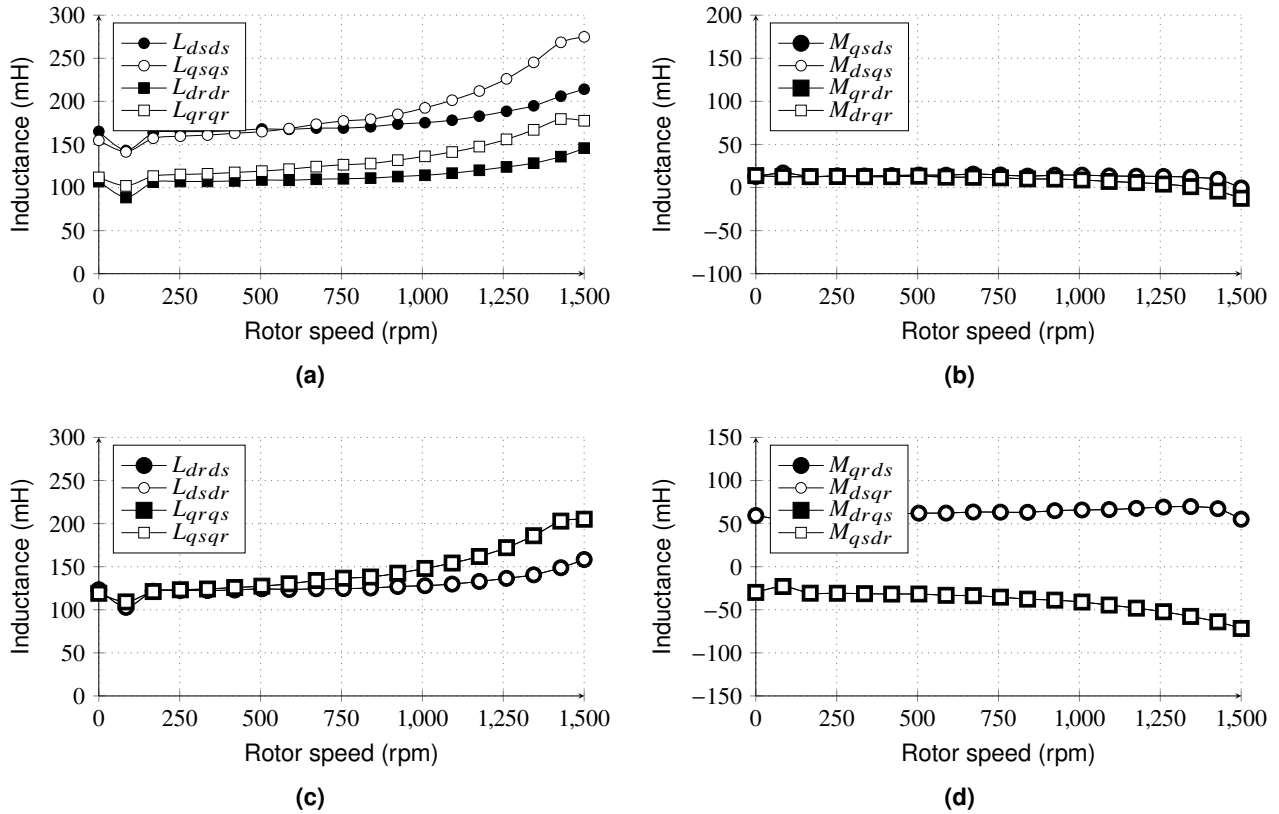 300
250
200
150
100
50
0
Inductance (mH)
L_dsds
L_qsqs
L_drdr
L_qrqr
0 250 500 750 1,000 1,250 1,500
Rotor speed (rpm)
(a)
200
100
0
−100
Inductance (mH)
M_qsds
M_dsqs
M_qrdr
M_drqr
0 250 500 750 1,000 1,250 1,500
Rotor speed (rpm)
(b)
300
250
200
150
100
50
0
Inductance (mH)
L_drds
L_dsdr
L_qrqs
L_qsqr
0 250 500 750 1,000 1,250 1,500
Rotor speed (rpm)
(c)
150
100
50
0
−50
−100
−150
Inductance (mH)
M_qrds
M_dsqr
M_drqs
M_qsdr
0 250 500 750 1,000 1,250 1,500
Rotor speed (rpm)
(d)